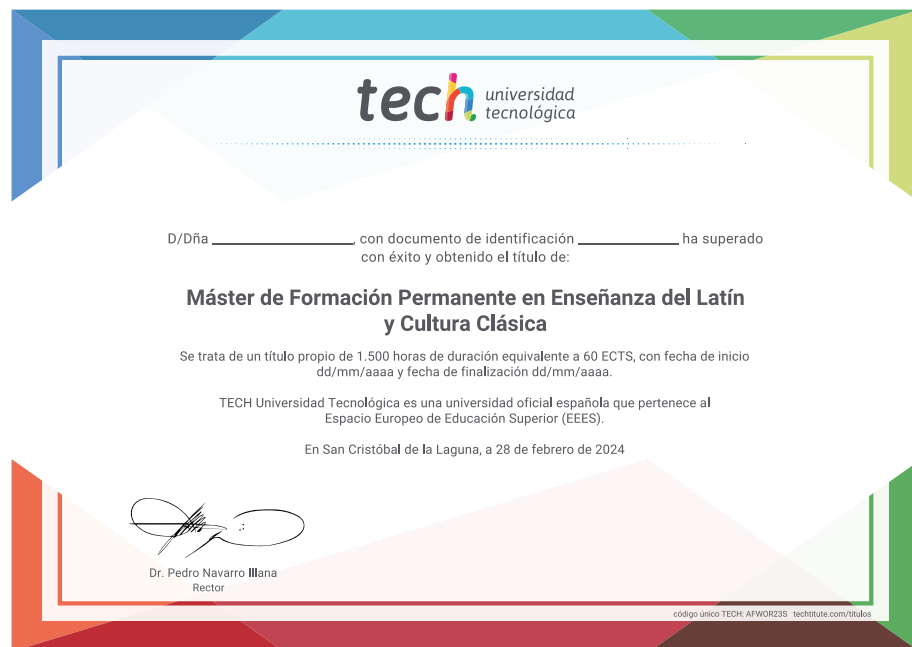 tech universidad
tecnológica
D/Dña ______________, con documento de identificación ______________ ha superado
con éxito y obtenido el título de:
Máster de Formación Permanente en Enseñanza del Latín
y Cultura Clásica
Se trata de un título propio de 1.500 horas de duración equivalente a 60 ECTS, con fecha de inicio
dd/mm/aaaa y fecha de finalización dd/mm/aaaa.
TECH Universidad Tecnológica es una universidad oficial española que pertenece al
Espacio Europeo de Educación Superior (EEES).
En San Cristóbal de la Laguna, a 28 de febrero de 2024
Dr. Pedro Navarro Illana
Rector
código único TECH: AFWOR23S techtitute.com/titulos